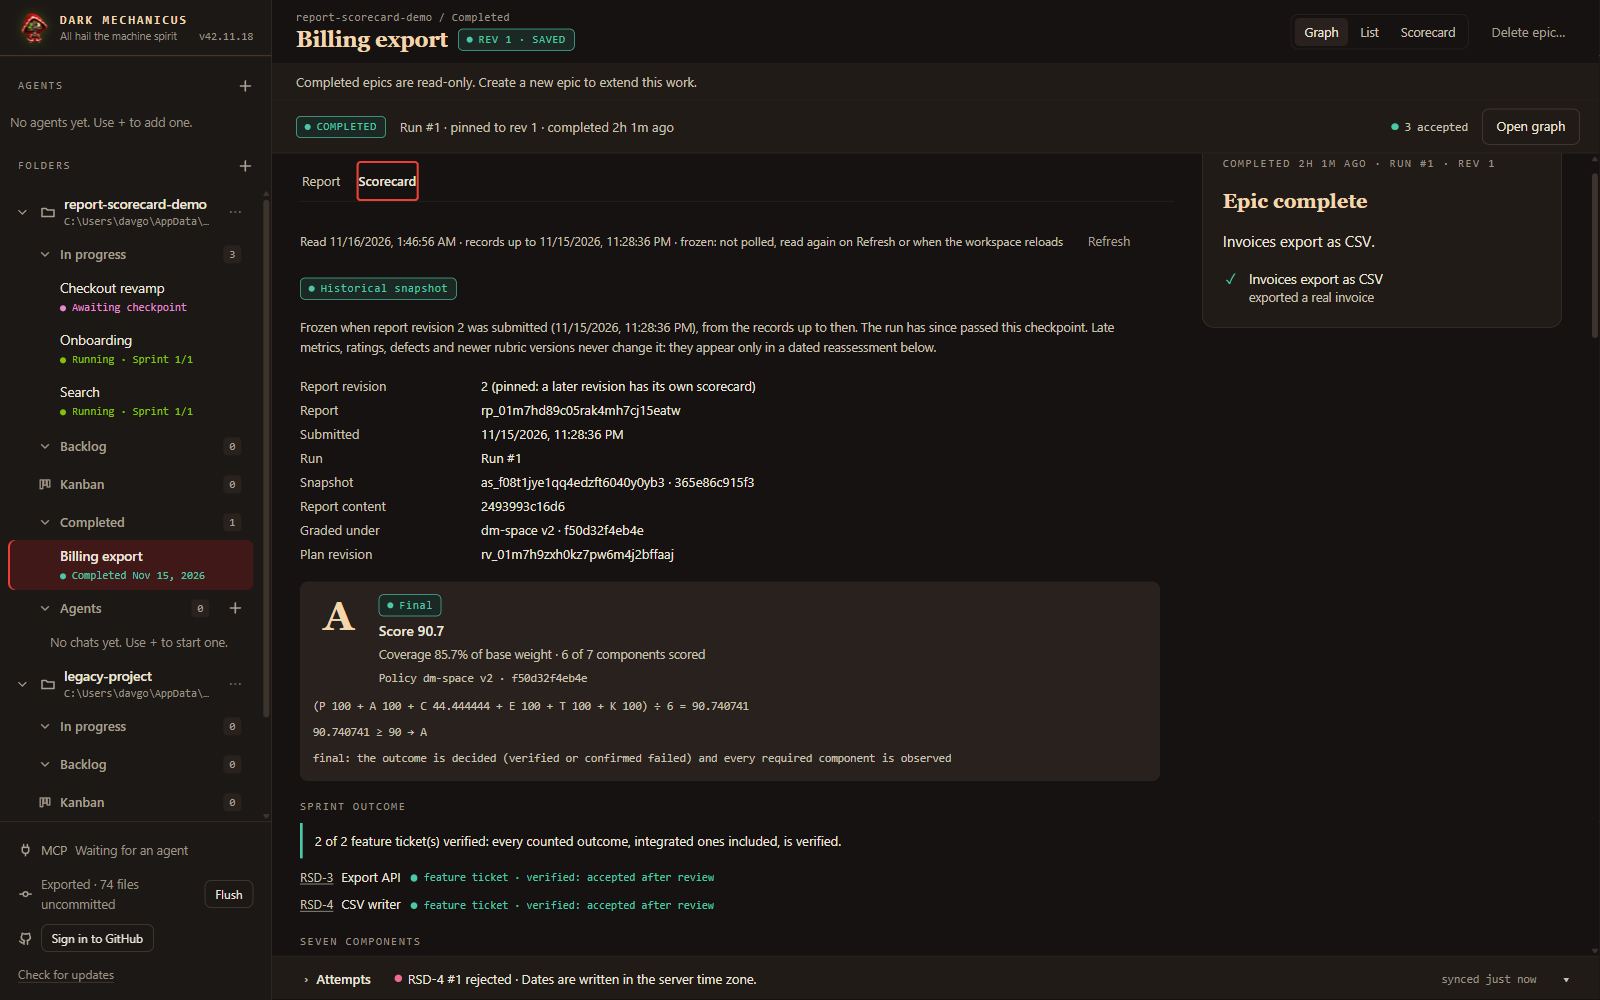 DARK MECHANICUS
All hail the machine spirit v42.11.18
AGENTS
No agents yet. Use + to add one.
FOLDERS
report-scorecard-demo
C:\Users\davgo\AppData\...
In progress 3
Checkout revamp
Awaiting checkpoint
Onboarding
Running · Sprint 1/1
Search
Running · Sprint 1/1
Backlog 0
Kanban 0
Completed 1
Billing export
Completed Nov 15, 2026
Agents 0
No chats yet. Use + to start one.
legacy-project
C:\Users\davgo\AppData\...
In progress 0
Backlog 0
Kanban 0
MCP Waiting for an agent
Exported · 74 files
uncommitted
Flush
Sign in to GitHub
Check for updates
report-scorecard-demo / Completed
Billing export REV 1 · SAVED
Graph List Scorecard Delete epic...
Completed epics are read-only. Create a new epic to extend this work.
COMPLETED Run #1 · pinned to rev 1 · completed 2h 1m ago 3 accepted Open graph
Report Scorecard
Read 11/16/2026, 1:46:56 AM · records up to 11/15/2026, 11:28:36 PM · frozen: not polled, read again on Refresh or when the workspace reloads Refresh
Historical snapshot
Frozen when report revision 2 was submitted (11/15/2026, 11:28:36 PM), from the records up to then. The run has since passed this checkpoint. Late
metrics, ratings, defects and newer rubric versions never change it: they appear only in a dated reassessment below.
Report revision 2 (pinned: a later revision has its own scorecard)
Report rp_01m7hd89c05rak4mh7cj15eatw
Submitted 11/15/2026, 11:28:36 PM
Run Run #1
Snapshot as_f08t1jye1qq4edzft6040y0yb3 · 365e86c915f3
Report content 2493993c16d6
Graded under dm-space v2 · f50d32f4eb4e
Plan revision rv_01m7h9zxh0kz7pw6m4j2bffaaj
A Final
Score 90.7
Coverage 85.7% of base weight · 6 of 7 components scored
Policy dm-space v2 · f50d32f4eb4e
(P 100 + A 100 + C 44.444444 + E 100 + T 100 + K 100) ÷ 6 = 90.740741
90.740741 ≥ 90 → A
final: the outcome is decided (verified or confirmed failed) and every required component is observed
SPRINT OUTCOME
2 of 2 feature ticket(s) verified: every counted outcome, integrated ones included, is verified.
RSD-3 Export API feature ticket · verified: accepted after review
RSD-4 CSV writer feature ticket · verified: accepted after review
SEVEN COMPONENTS
COMPLETED 2H 1M AGO · RUN #1 · REV 1
Epic complete
Invoices export as CSV.
✓ Invoices export as CSV
exported a real invoice
› Attempts RSD-4 #1 rejected · Dates are written in the server time zone. synced just now